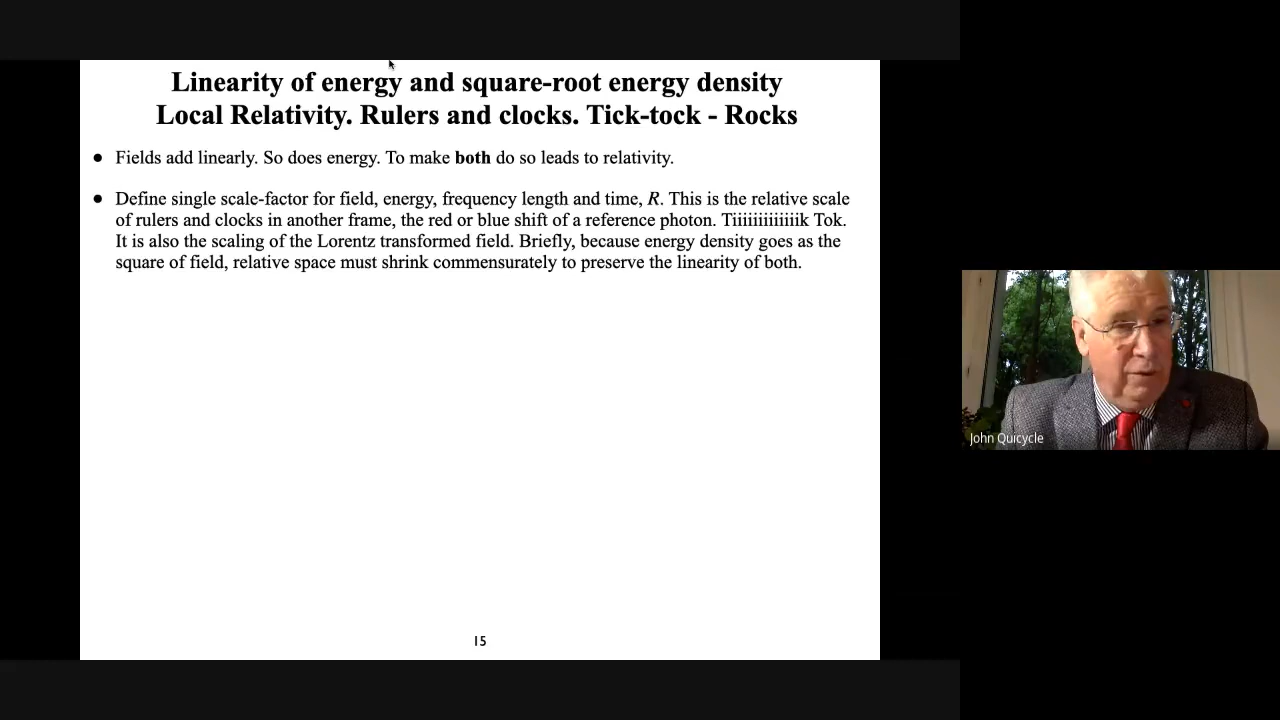 Linearity of energy and square-root energy density
Local Relativity. Rulers and clocks. Tick-tock - Rocks
● Fields add linearly. So does energy. To make both do so leads to relativity.
● Define single scale-factor for field, energy, frequency length and time, R. This is the relative scale
of rulers and clocks in another frame, the red or blue shift of a reference photon. Tiiiiiiiiiiiik Tok.
It is also the scaling of the Lorentz transformed field. Briefly, because energy density goes as the
square of field, relative space must shrink commensurately to preserve the linearity of both.
15
John Quicycle